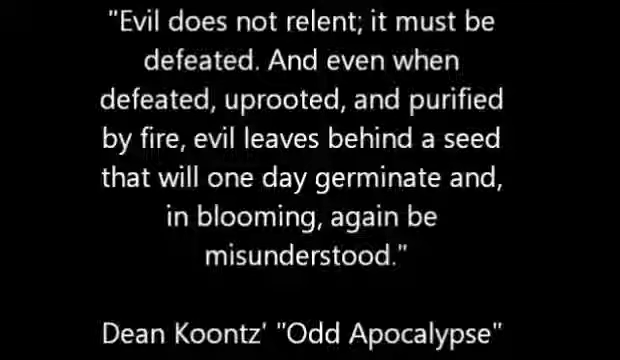 "Evil does not relent; it must be
defeated. And even when
defeated, uprooted, and purified
by fire, evil leaves behind a seed
that will one day germinate and,
in blooming, again be
misunderstood."
Dean Koontz' "Odd Apocalypse"